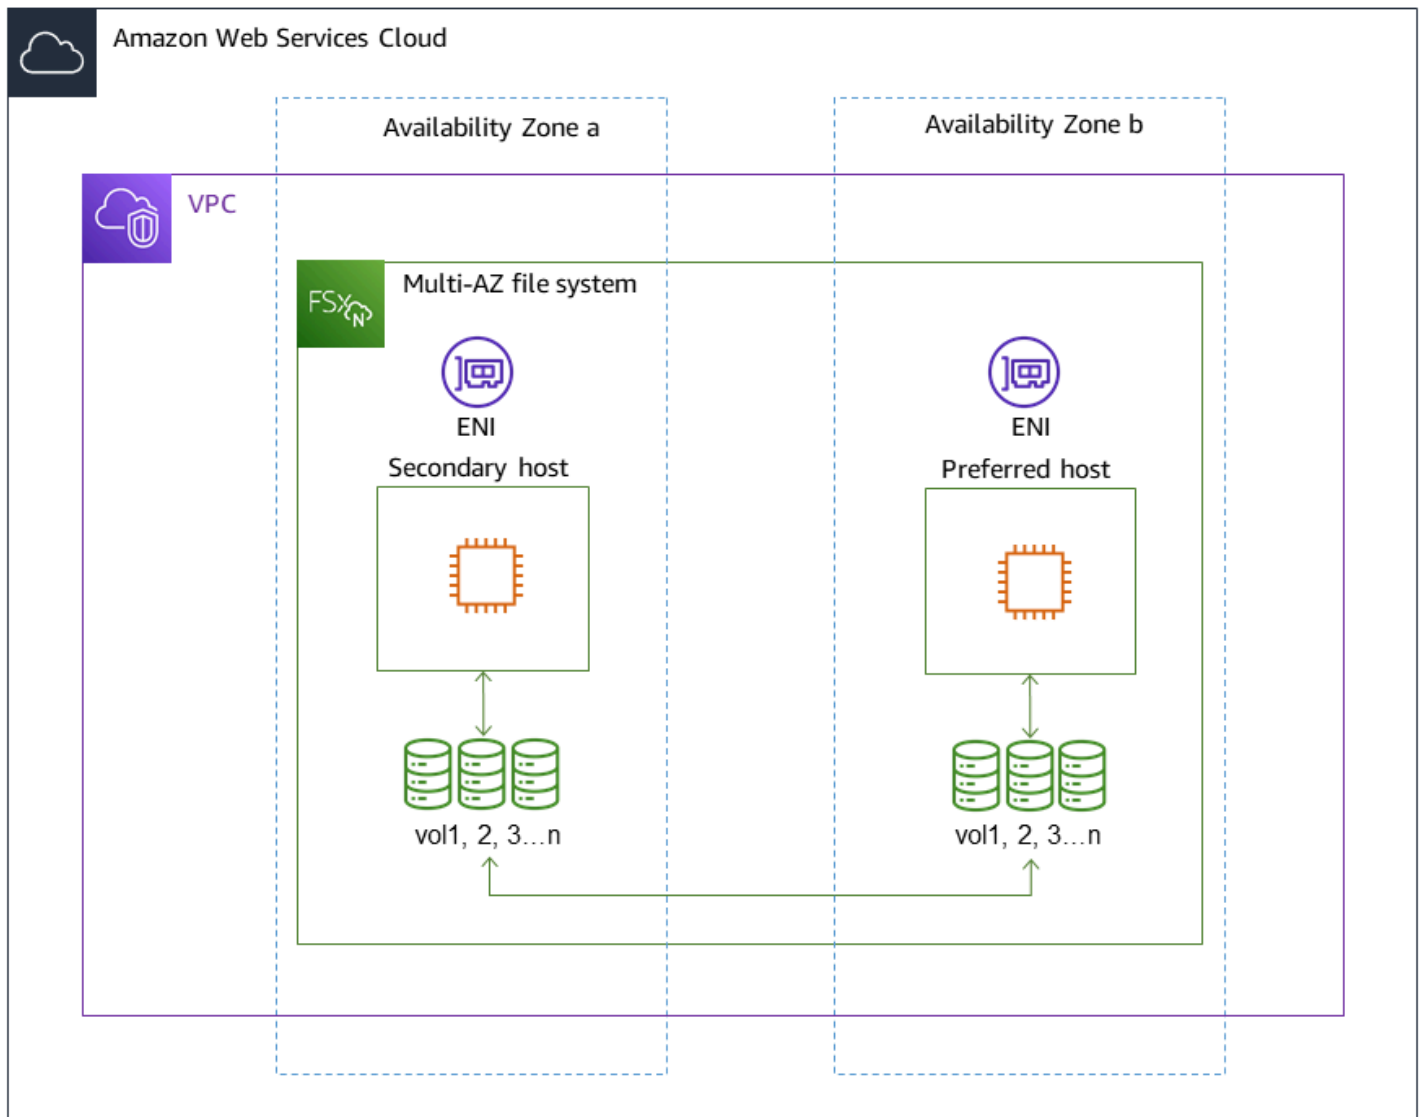 Amazon Web Services Cloud
Availability Zone a
Availability Zone b
VPC
FSx
N
Multi-AZ file system
ENI
ENI
Secondary host
Preferred host
vol1, 2, 3...n
vol1, 2, 3...n